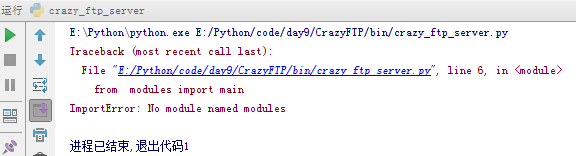 运行 crazy_ftp_server
E:\Python\python.exe E:/Python/code/day9/CrazyFTP/bin/crazy_ftp_server.py
Traceback (most recent call last):
  File "E:/Python/code/day9/CrazyFTP/bin/crazy_ftp_server.py", line 6, in <module>
    from  modules import main
ImportError: No module named modules
进程已结束,退出代码1